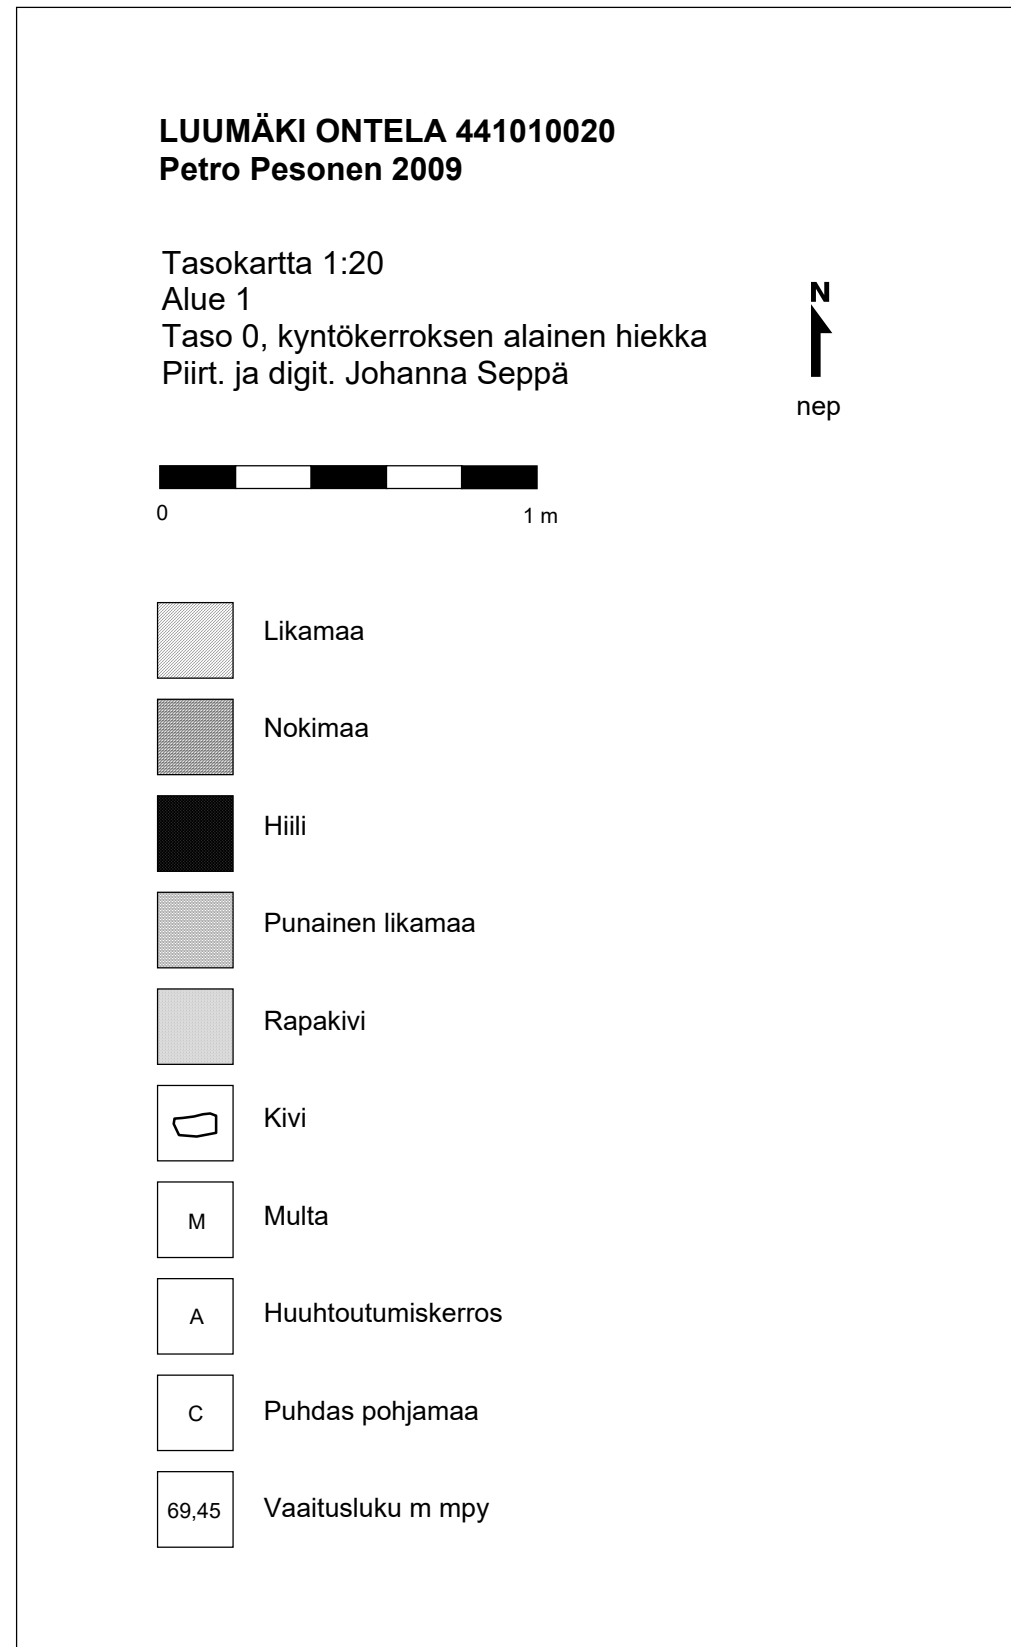 LUUMÄKI ONTELA 441010020
Petro Pesonen 2009
Tasokartta 1:20
Alue 1
Taso 0, kyntökerroksen alainen hiekka
Piirt. ja digit. Johanna Seppä
N
nep
0 1 m
Likamaa
Nokimaa
Hiili
Punainen likamaa
Rapakivi
Kivi
M Multa
A Huuhtoutumiskerros
C Puhdas pohjamaa
69,45 Vaaitusluku m mpy